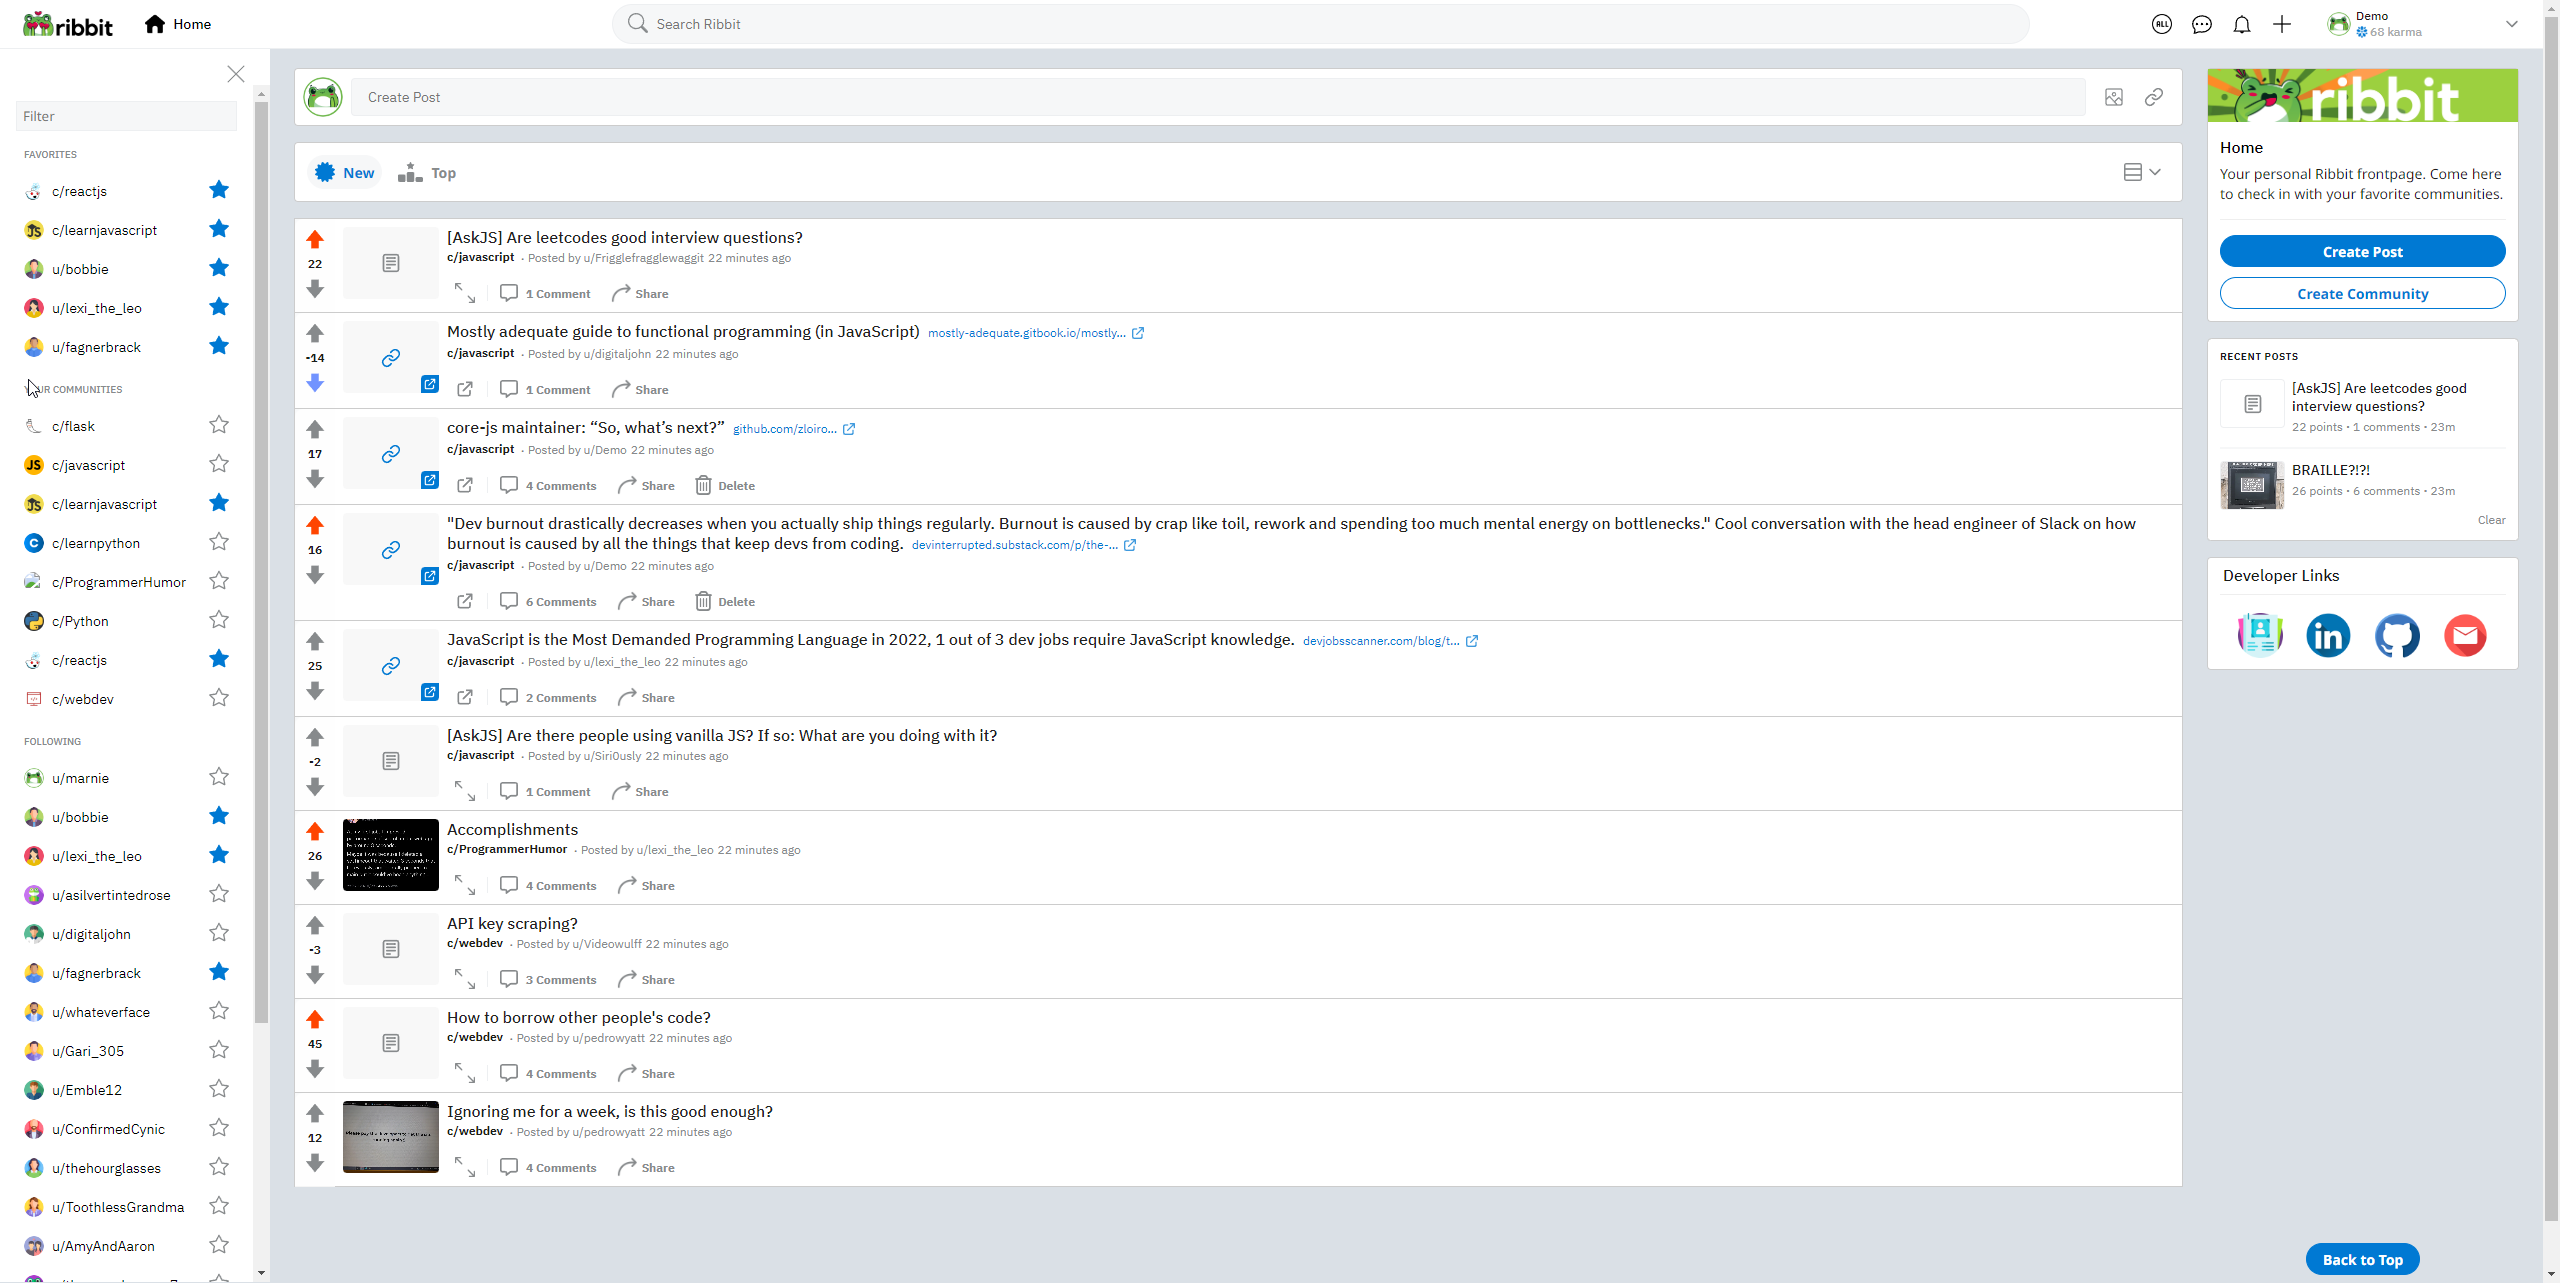 ribbit
Home
Search Ribbit
ALL
Demo
68 karma
Filter
FAVORITES
c/reactjs
c/learnjavascript
u/bobbie
u/lexi_the_leo
u/fagnerbrack
UR COMMUNITIES
c/flask
c/javascript
c/learnjavascript
c/learnpython
c/ProgrammerHumor
c/Python
c/reactjs
c/webdev
FOLLOWING
u/marnie
u/bobbie
u/lexi_the_leo
u/asilvertintedrose
u/digitaljohn
u/fagnerbrack
u/whateverface
u/Gari_305
u/Emble12
u/ConfirmedCynic
u/thehourglasses
u/ToothlessGrandma
u/AmyAndAaron
Create Post
New
Top
[AskJS] Are leetcodes good interview questions?
c/javascript · Posted by u/Frigglefragglewaggit 22 minutes ago
22
1 Comment
Share
Mostly adequate guide to functional programming (in JavaScript) mostly-adequate.gitbook.io/mostly...
c/javascript · Posted by u/digitaljohn 22 minutes ago
-14
1 Comment
Share
core-js maintainer: “So, what’s next?” github.com/zloiro...
c/javascript · Posted by u/Demo 22 minutes ago
17
4 Comments
Share
Delete
"Dev burnout drastically decreases when you actually ship things regularly. Burnout is caused by crap like toil, rework and spending too much mental energy on bottlenecks." Cool conversation with the head engineer of Slack on how
burnout is caused by all the things that keep devs from coding. devinterrupted.substack.com/p/the-...
c/javascript · Posted by u/Demo 22 minutes ago
16
6 Comments
Share
Delete
JavaScript is the Most Demanded Programming Language in 2022, 1 out of 3 dev jobs require JavaScript knowledge. devjobsscanner.com/blog/t...
c/javascript · Posted by u/lexi_the_leo 22 minutes ago
25
2 Comments
Share
[AskJS] Are there people using vanilla JS? If so: What are you doing with it?
c/javascript · Posted by u/Siri0usly 22 minutes ago
-2
1 Comment
Share
Accomplishments
c/ProgrammerHumor · Posted by u/lexi_the_leo 22 minutes ago
26
4 Comments
Share
API key scraping?
c/webdev · Posted by u/Videowulff 22 minutes ago
-3
3 Comments
Share
How to borrow other people's code?
c/webdev · Posted by u/pedrowyatt 22 minutes ago
45
4 Comments
Share
Ignoring me for a week, is this good enough?
c/webdev · Posted by u/pedrowyatt 22 minutes ago
12
4 Comments
Share
ribbit
Home
Your personal Ribbit frontpage. Come here
to check in with your favorite communities.
Create Post
Create Community
RECENT POSTS
[AskJS] Are leetcodes good
interview questions?
22 points • 1 comments • 23m
BRAILLE?!?!
26 points • 6 comments • 23m
Clear
Developer Links
in
Back to Top